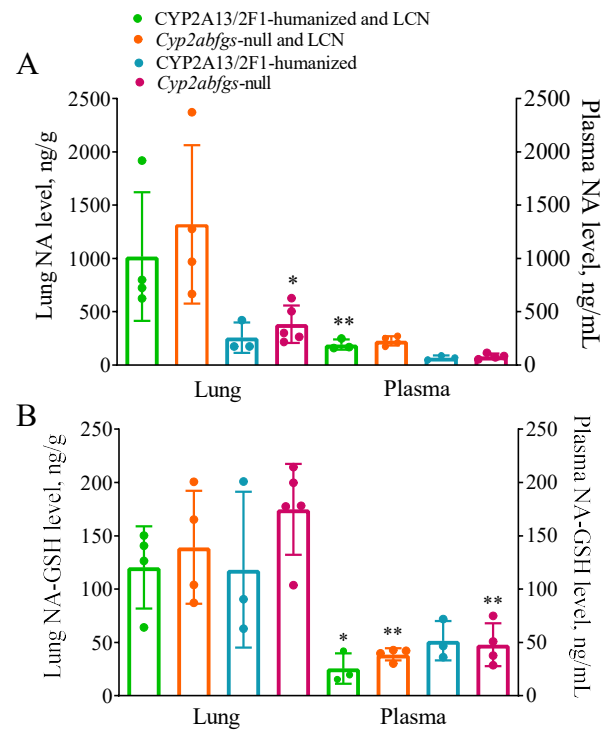 CYP2A13/2F1-humanized and LCN
Cyp2abfgs-null and LCN
CYP2A13/2F1-humanized
Cyp2abfgs-null
A
Lung NA level, ng/g
2500
2000
1500
1000
500
0
*
**
2500
2000
1500
1000
500
0
Plasma NA level, ng/mL
Lung
Plasma
B
Lung NA-GSH level, ng/g
250
200
150
100
50
0
*
**
**
250
200
150
100
50
0
Plasma NA-GSH level, ng/mL
Lung
Plasma